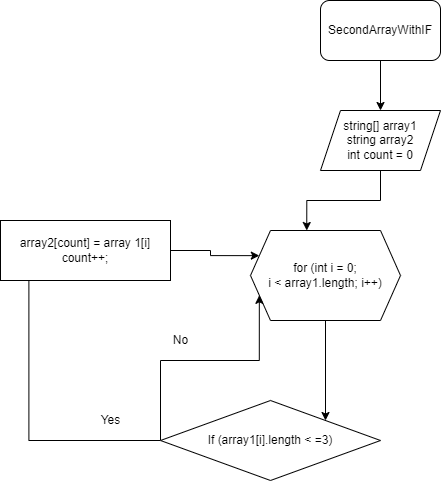 SecondArrayWithIF
string[] array1
string array2
int count = 0
array2[count] = array 1[i]
count++;
for (int i = 0;
i < array1.length; i++)
No
Yes
If (array1[i].length < =3)